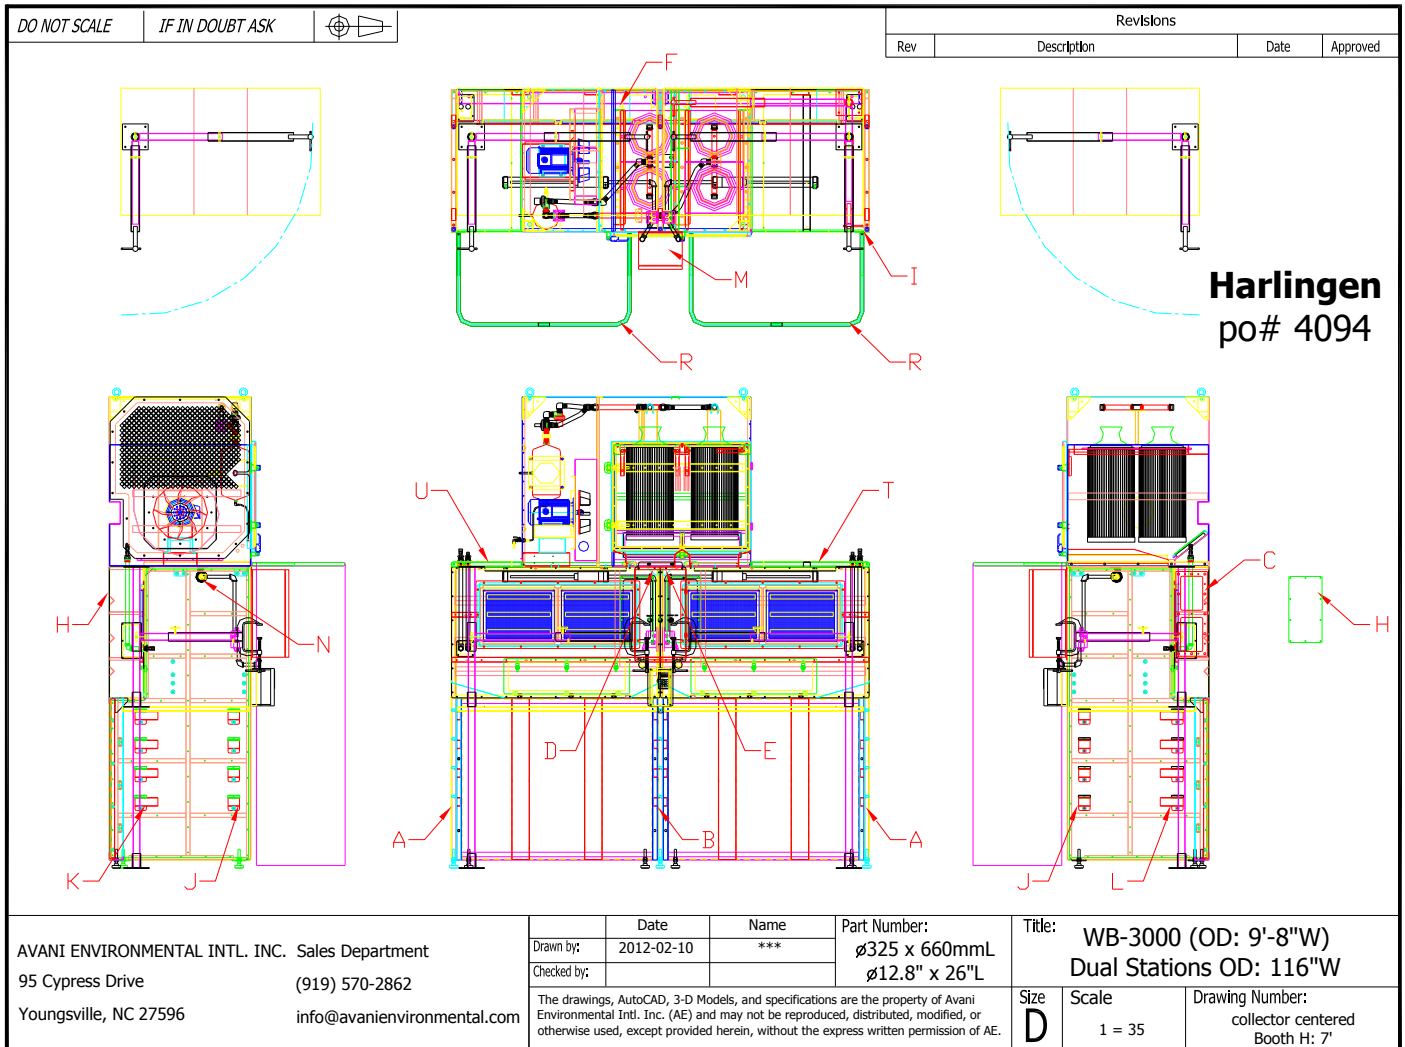 DO NOT SCALE
IF IN DOUBT ASK
Revisions
Rev
Description
Date
Approved
F
M
I
R
R
Harlingen
po# 4094
U
T
C
H
N
H
D
E
A
B
A
K
J
J
L
AVANI ENVIRONMENTAL INTL. INC.
Sales Department
95 Cypress Drive
(919) 570-2862
Youngsville, NC 27596
info@avanienvironmental.com
Date
Name
Drawn by:
2012-02-10
***
Checked by:
Part Number:
ø325 x 660mmL
ø12.8" x 26"L
The drawings, AutoCAD, 3-D Models, and specifications are the property of Avani
Environmental Intl. Inc. (AE) and may not be reproduced, distributed, modified, or
otherwise used, except provided herein, without the express written permission of AE.
Title:
WB-3000 (OD: 9'-8"W)
Dual Stations OD: 116"W
Size
D
Scale
1 = 35
Drawing Number:
collector centered
Booth H: 7'